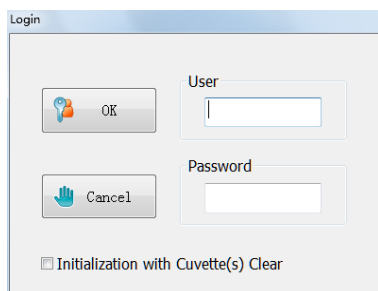 Login
User
OK
Password
Cancel
Initialization with Cuvette(s) Clear